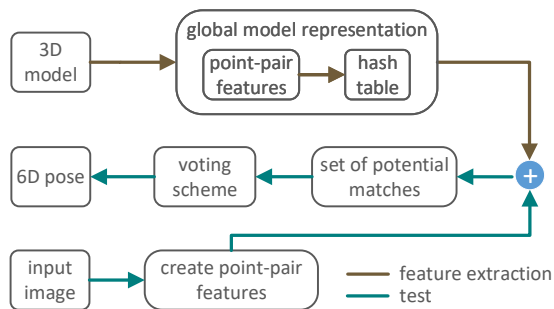 global model representation
3D
model
point-pair
features
hash
table
6D pose
voting
scheme
set of potential
matches
+
input
image
create point-pair
features
feature extraction
test